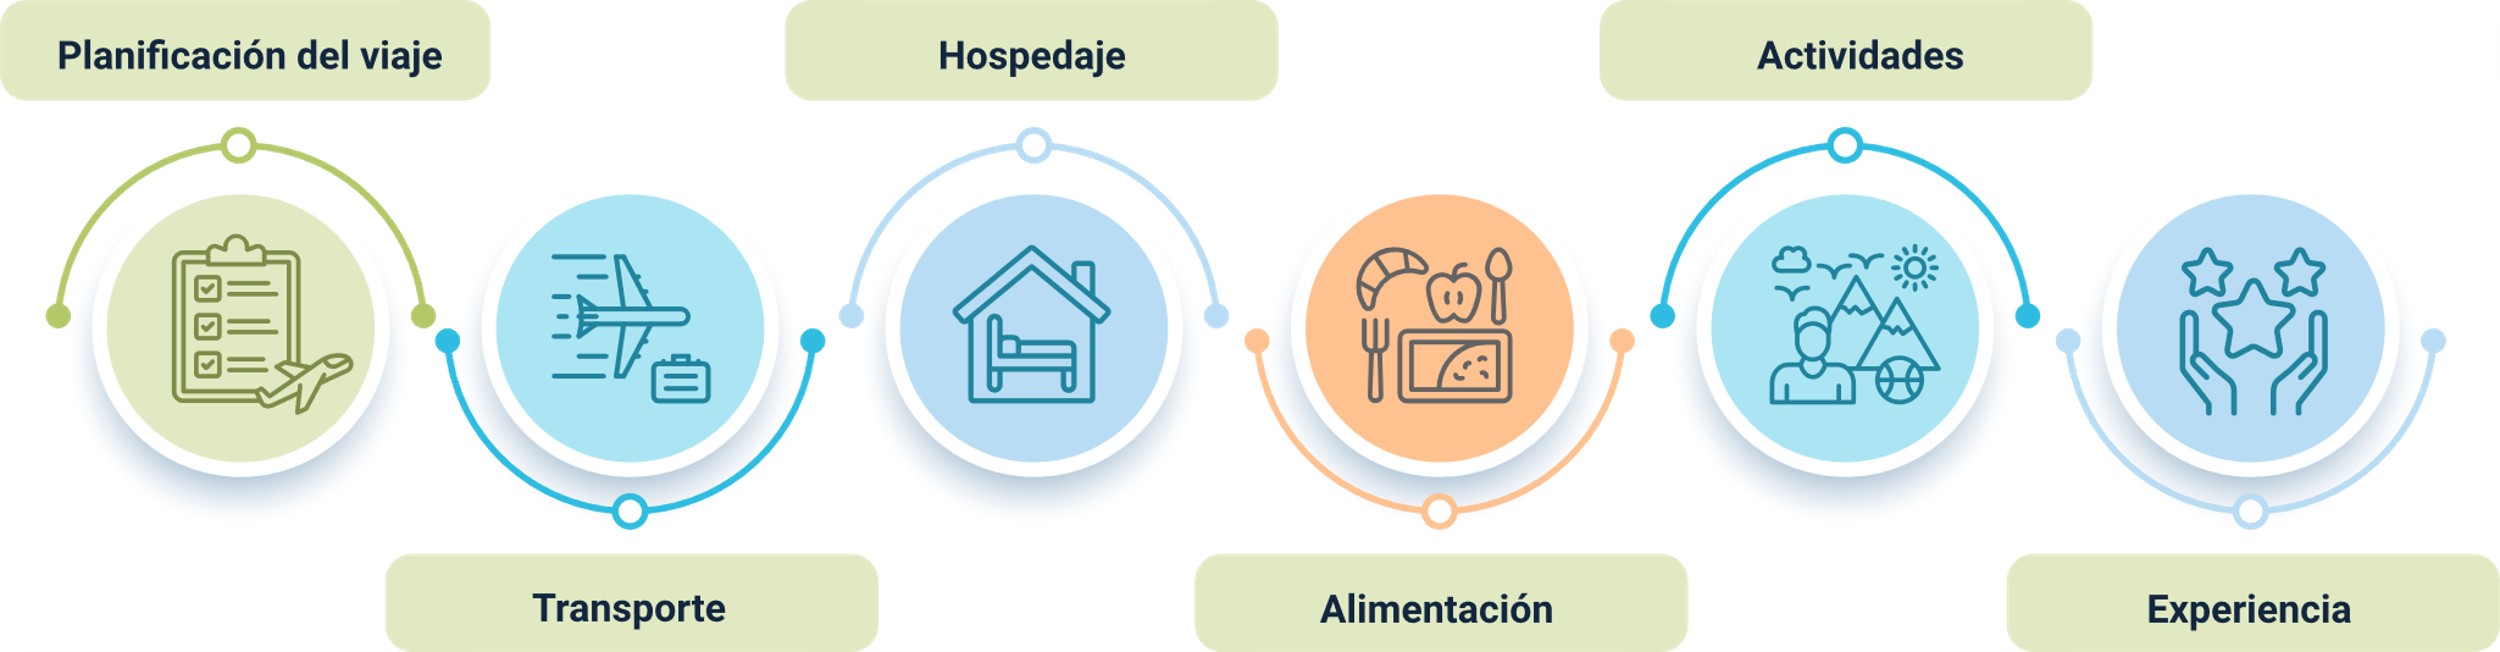 Planificación del viaje
Transporte
Hospedaje
Alimentación
Actividades
Experiencia